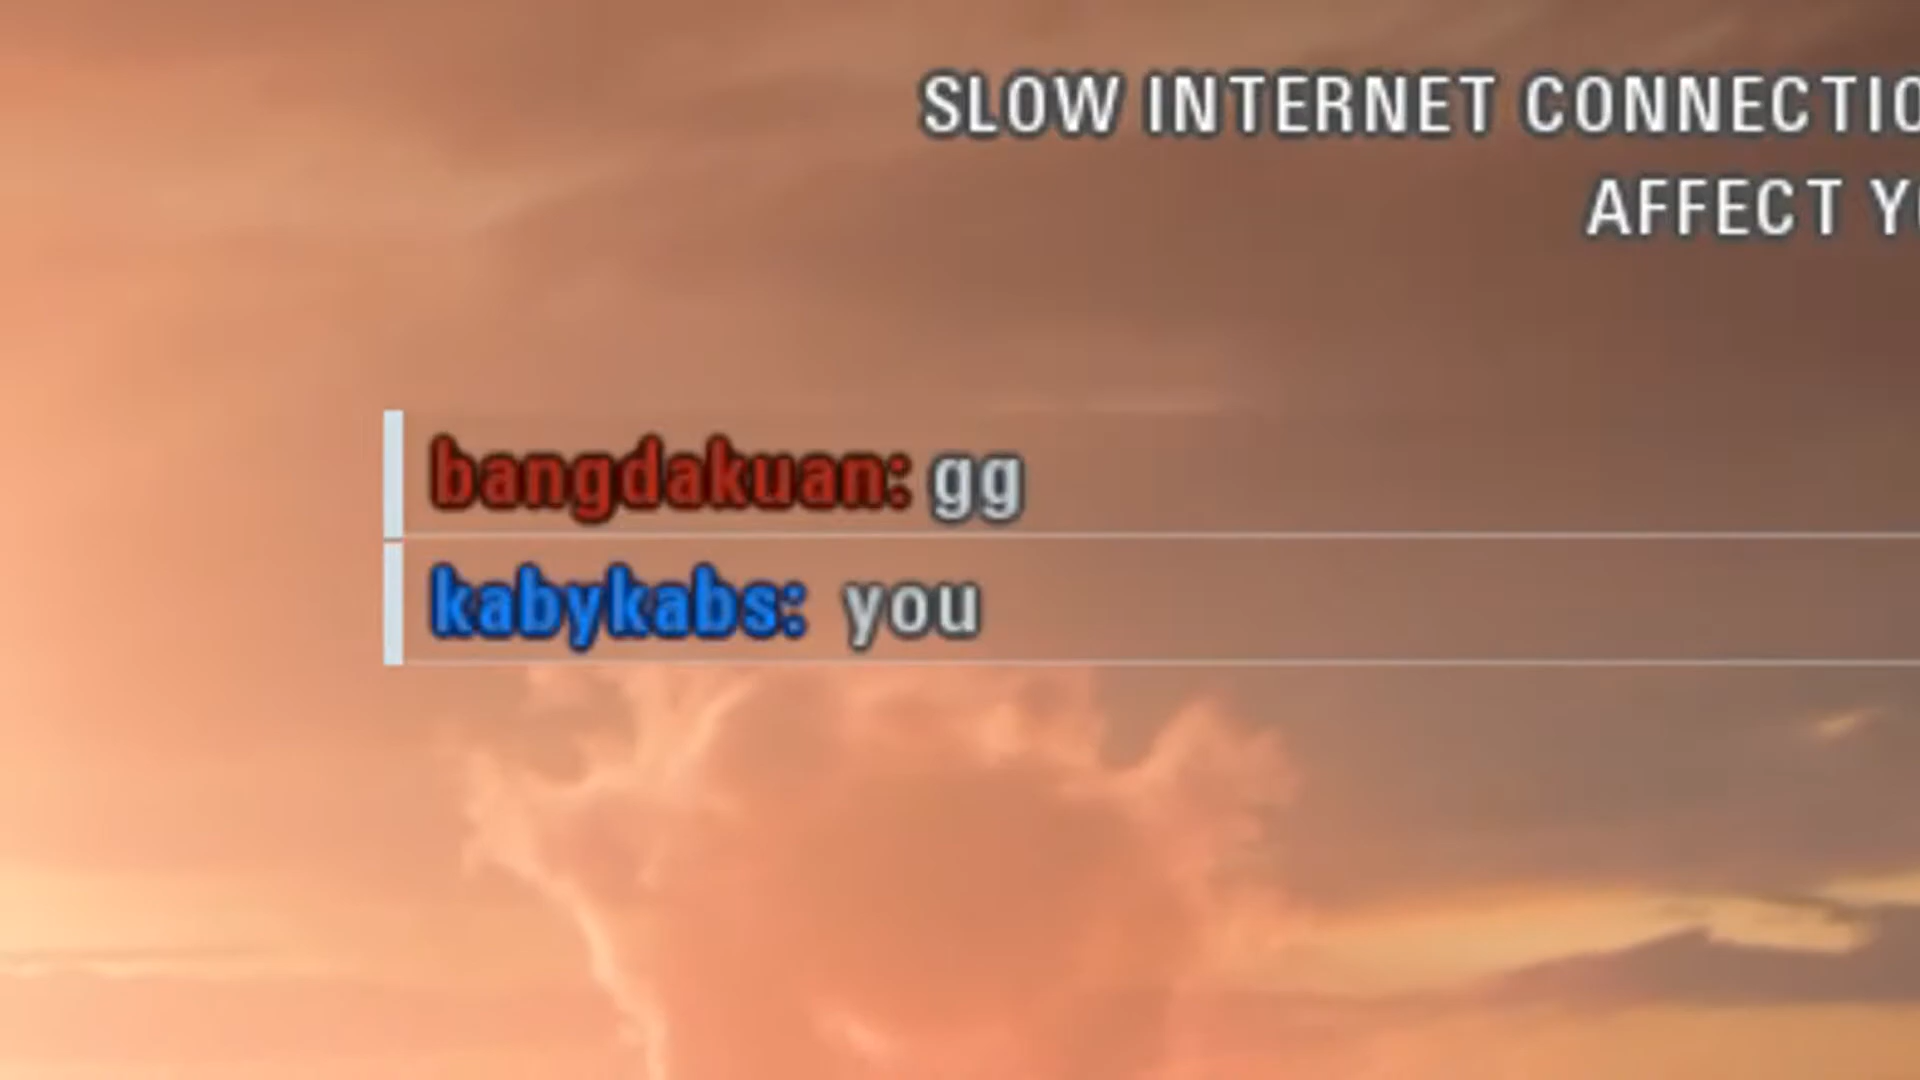 SLOW INTERNET CONNECTIO
AFFECT Y
bangdakuan: gg
kabykabs: you